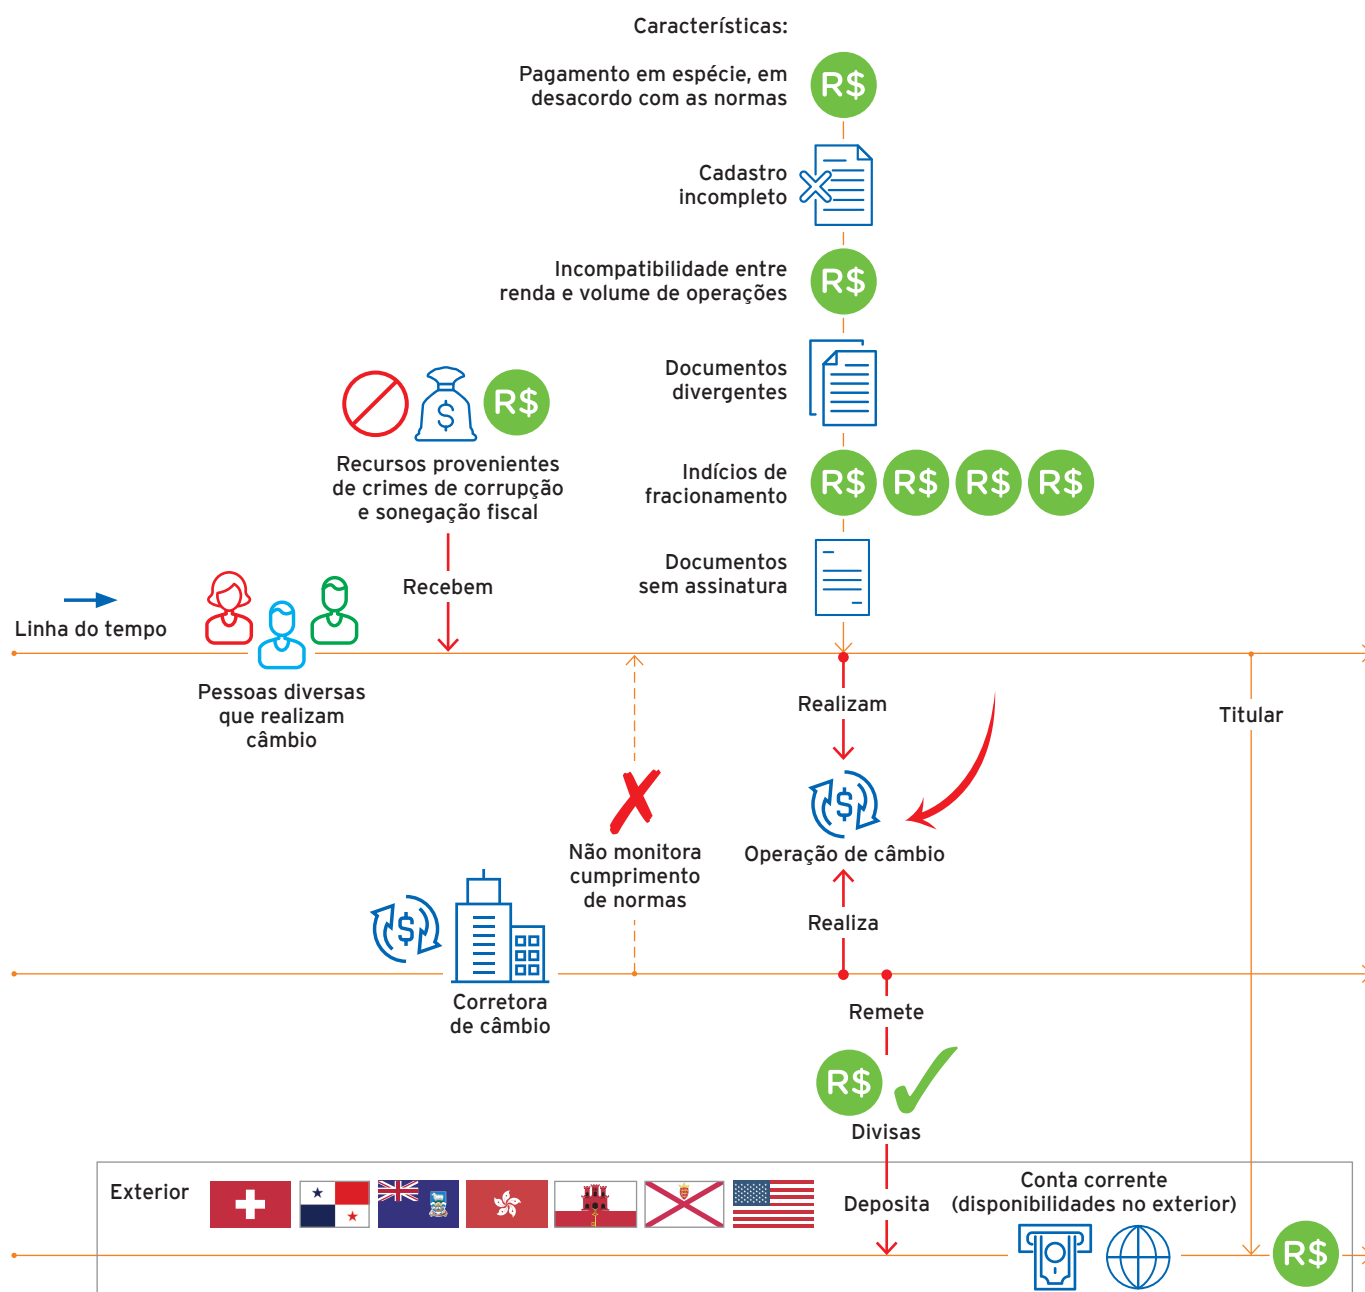 Características:
Pagamento em espécie, em
desacordo com as normas
R$
Cadastro
incompleto
Incompatibilidade entre
renda e volume de operações
R$
Documentos
divergentes
$
R$
Recursos provenientes
de crimes de corrupção
e sonegação fiscal
Indícios de
fracionamento
R$ R$ R$ R$
Documentos
sem assinatura
Recebem
Linha do tempo
Pessoas diversas
que realizam
câmbio
Realizam
Titular
$
Não monitora
cumprimento
de normas
Operação de câmbio
$
Realiza
Corretora
de câmbio
Remete
R$
Divisas
Exterior
Deposita
Conta corrente
(disponibilidades no exterior)
R$